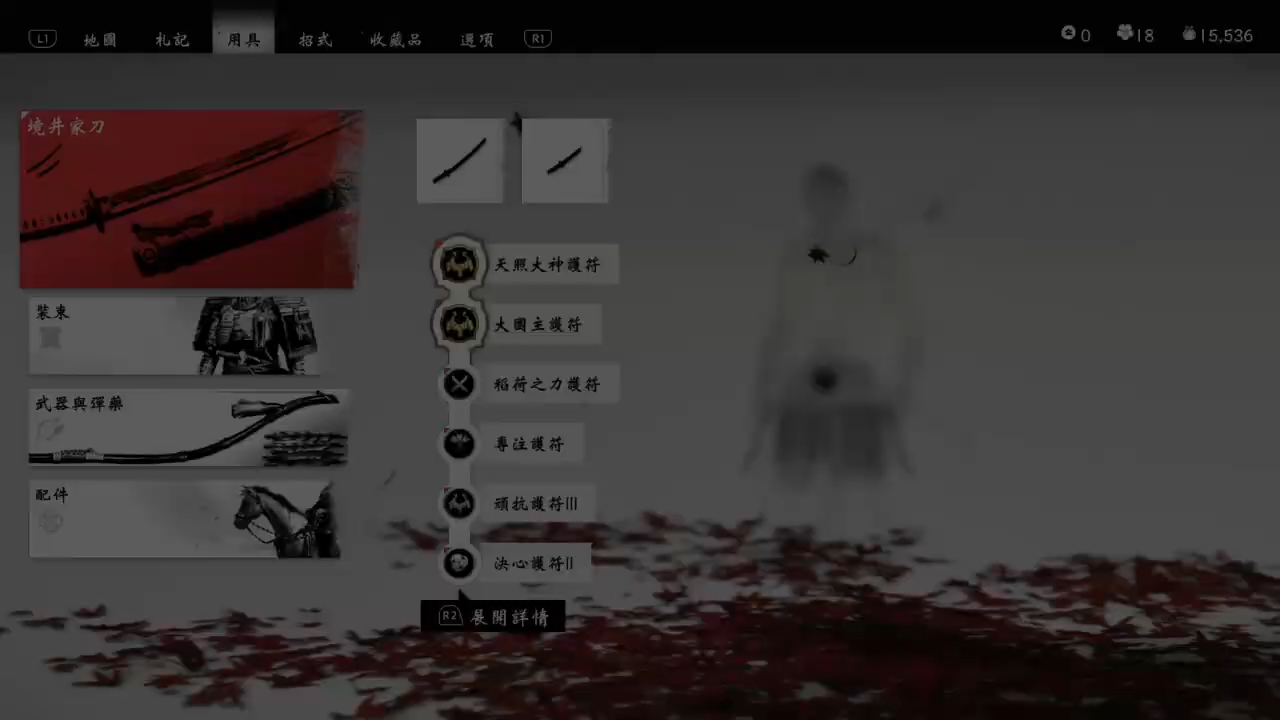 L1 地圖 札記 用具 招式 收藏品 選項 R1
0 18 15,536
境井家刀
裝束
武器與彈藥
配件
天照大神護符
大國主護符
稻荷之力護符
專注護符
頑抗護符III
決心護符II
R2 展開詳情